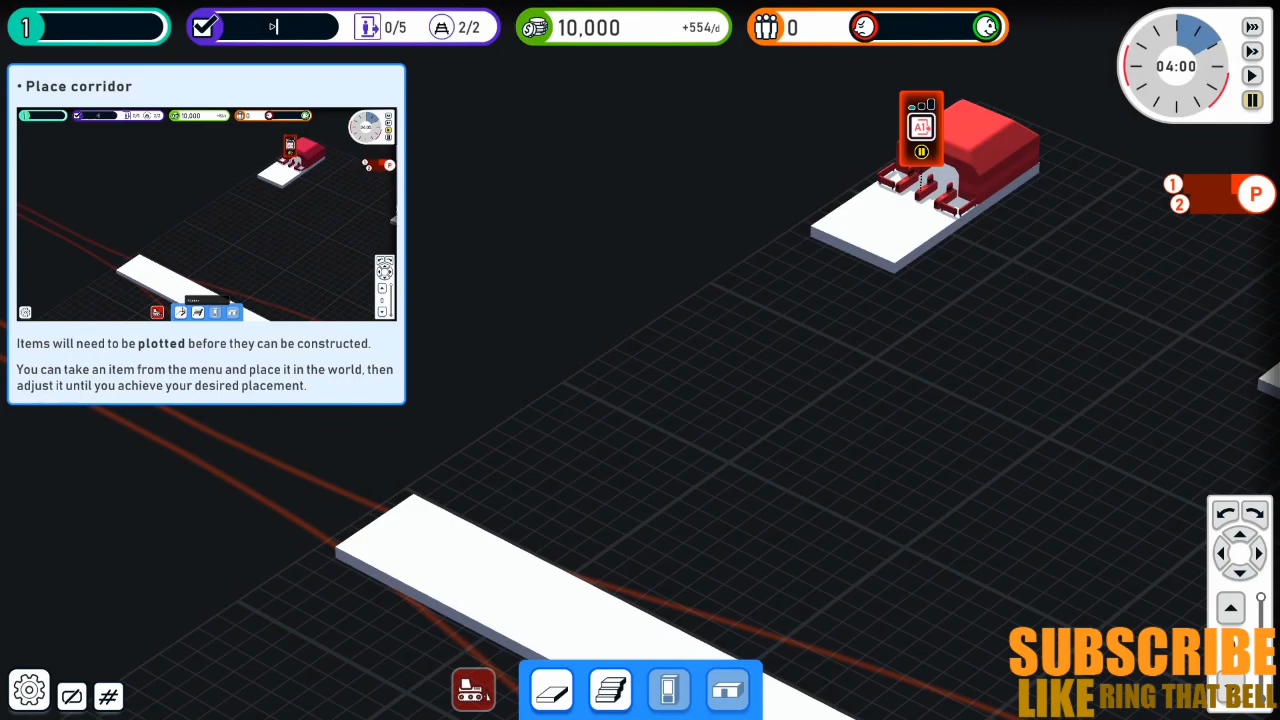 1
0/5
2/2
10,000
+554/d
0
04:00
• Place corridor
A1
1
2
P
Items will need to be plotted before they can be constructed.
You can take an item from the menu and place it in the world, then
adjust it until you achieve your desired placement.
#
SUBSCRIBE
LIKE RING THAT BELL